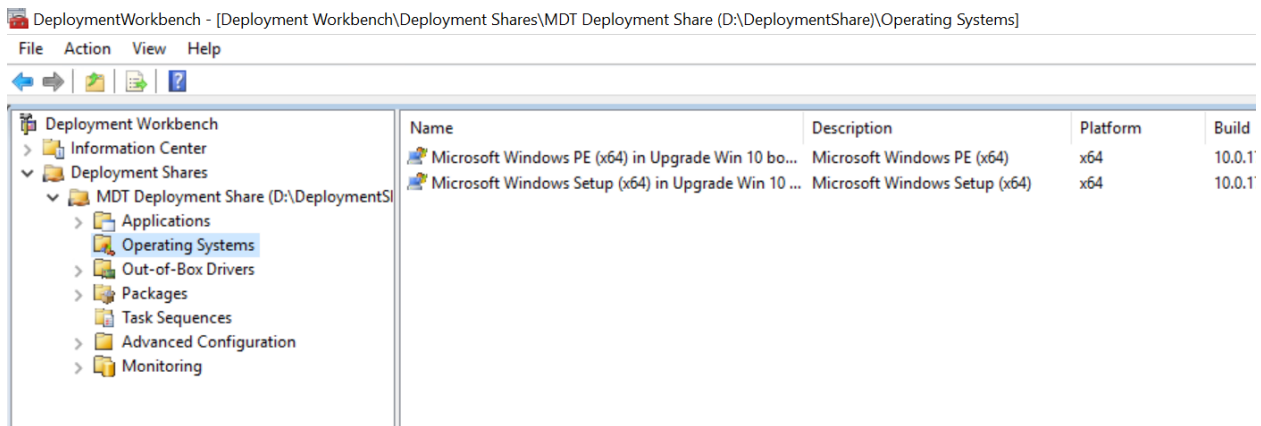 DeploymentWorkbench - [Deployment Workbench\Deployment Shares\MDT Deployment Share (D:\DeploymentShare)\Operating Systems]
File Action View Help
Deployment Workbench
Information Center
Deployment Shares
MDT Deployment Share (D:\DeploymentSl
Applications
Operating Systems
Out-of-Box Drivers
Packages
Task Sequences
Advanced Configuration
Monitoring
Name Description Platform Build
Microsoft Windows PE (x64) in Upgrade Win 10 bo... Microsoft Windows PE (x64) x64 10.0.1
Microsoft Windows Setup (x64) in Upgrade Win 10 ... Microsoft Windows Setup (x64) x64 10.0.1